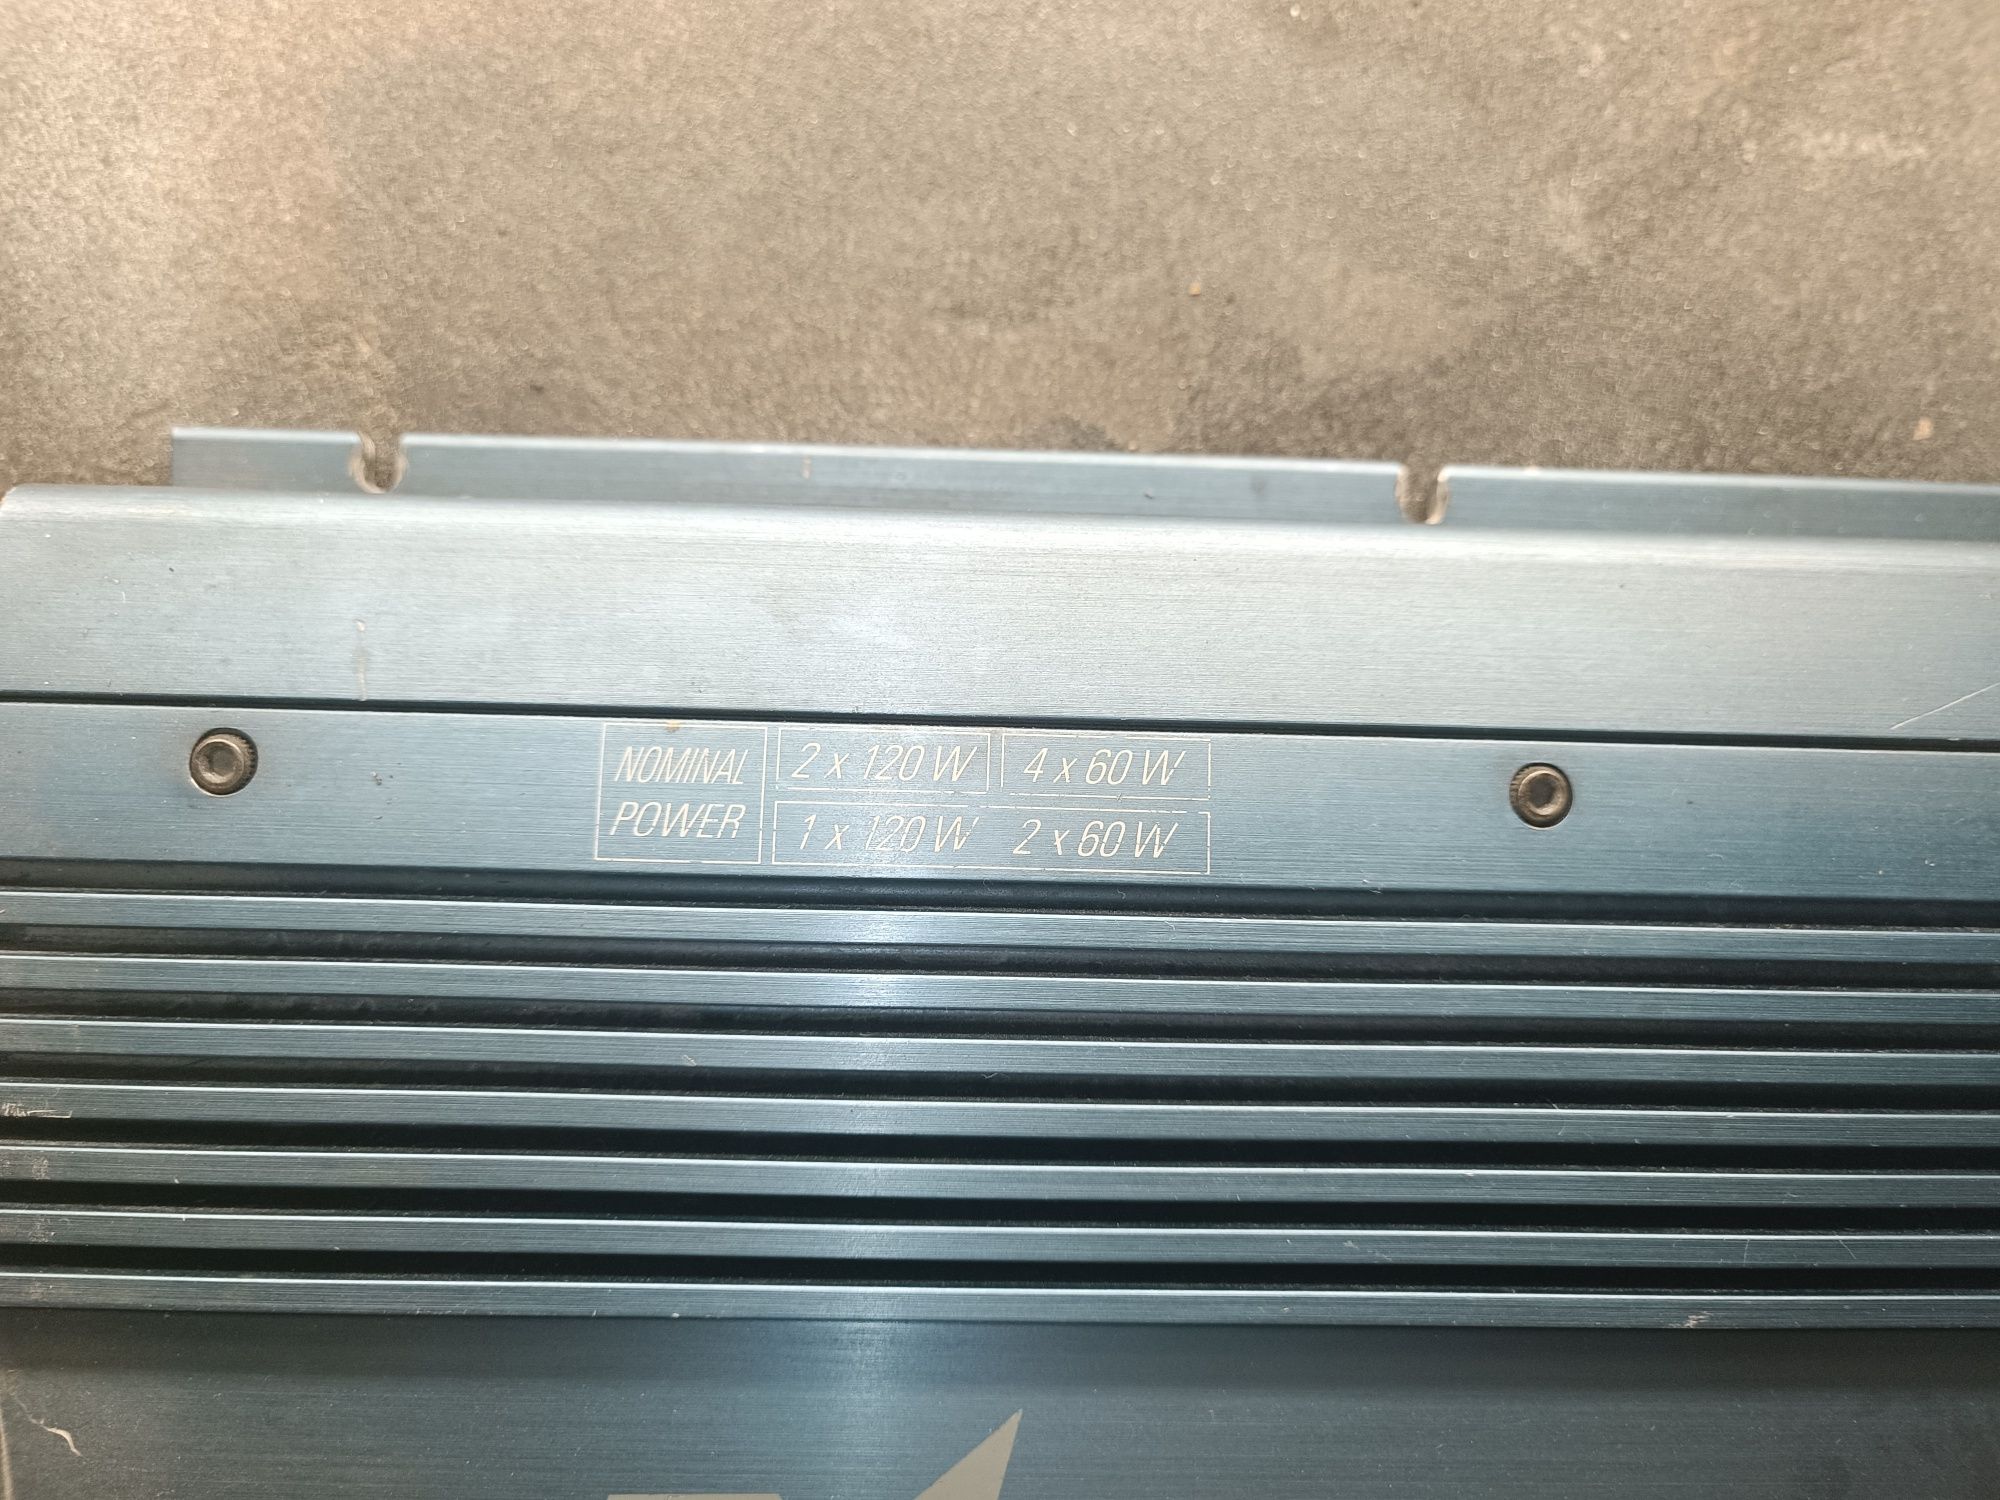 NOMINAL POWER
2 x 120 W 4 x 60 W
1 x 120 W 2 x 60 W